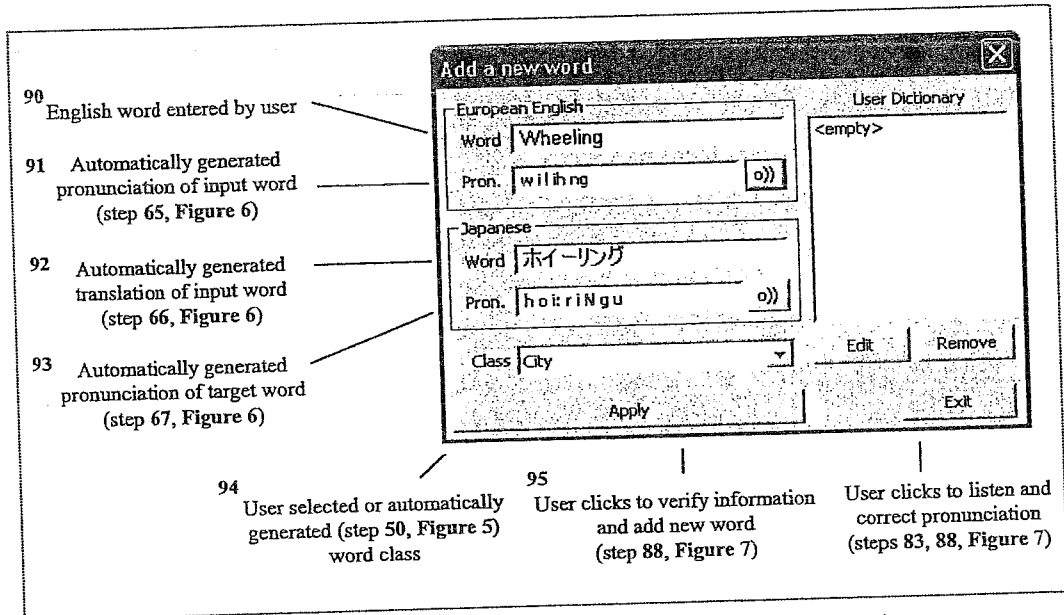 Add a new word
90
English word entered by user
91 Automatically generated
pronunciation of input word
(step 65, Figure 6)
92 Automatically generated
translation of input word
(step 66, Figure 6)
93 Automatically generated
pronunciation of target word
(step 67, Figure 6)
European English
Word Wheeling
Pron. w i l ih ng o))
Japanese
Word ホイーリング
Pron. h o i: r i N g u o))
Class City
Apply
User Dictionary
<empty>
Edit Remove
Exit
94
User selected or automatically
generated (step 50, Figure 5)
word class
95
User clicks to verify information
and add new word
(step 88, Figure 7)
User clicks to listen and
correct pronunciation
(steps 83, 88, Figure 7)